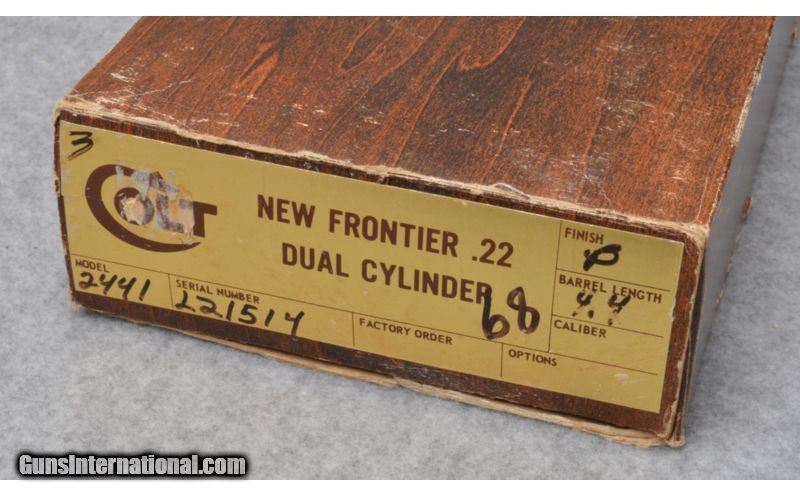 3
COLT
NEW FRONTIER .22
DUAL CYLINDER
68
FINISH
BARREL LENGTH
4.4
CALIBER
MODEL
2441
SERIAL NUMBER
L21514
FACTORY ORDER
OPTIONS
GunsInternational.com